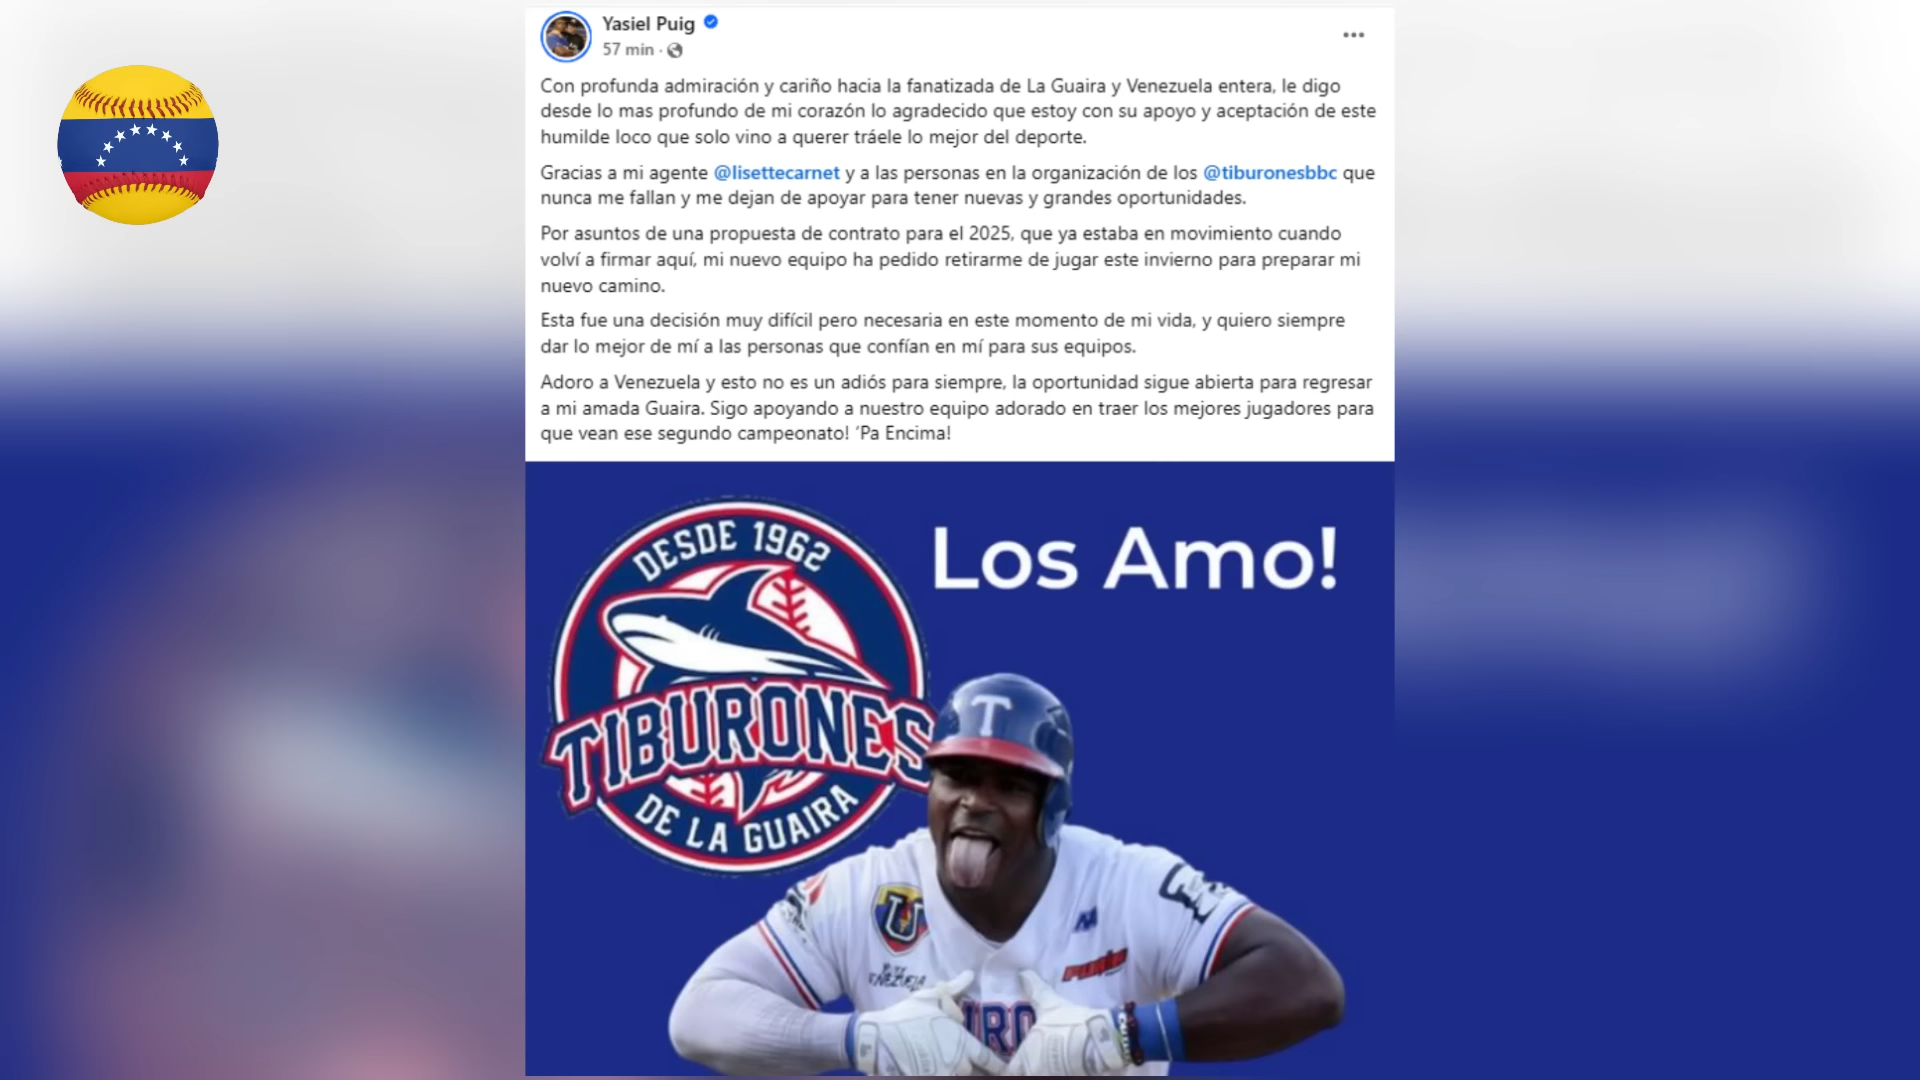 Yasiel Puig
57 min ·
Con profunda admiración y cariño hacia la fanatizada de La Guaira y Venezuela entera, le digo
desde lo mas profundo de mi corazón lo agradecido que estoy con su apoyo y aceptación de este
humilde loco que solo vino a querer tráele lo mejor del deporte.
Gracias a mi agente @lisettecarnet y a las personas en la organización de los @tiburonesbbc que
nunca me fallan y me dejan de apoyar para tener nuevas y grandes oportunidades.
Por asuntos de una propuesta de contrato para el 2025, que ya estaba en movimiento cuando
volví a firmar aquí, mi nuevo equipo ha pedido retirarme de jugar este invierno para preparar mi
nuevo camino.
Esta fue una decisión muy difícil pero necesaria en este momento de mi vida, y quiero siempre
dar lo mejor de mí a las personas que confían en mí para sus equipos.
Adoro a Venezuela y esto no es un adiós para siempre, la oportunidad sigue abierta para regresar
a mi amada Guaira. Sigo apoyando a nuestro equipo adorado en traer los mejores jugadores para
que vean ese segundo campeonato! ‘Pa Encima!
Los Amo!
DESDE 1962
TIBURONES
DE LA GUAIRA
T